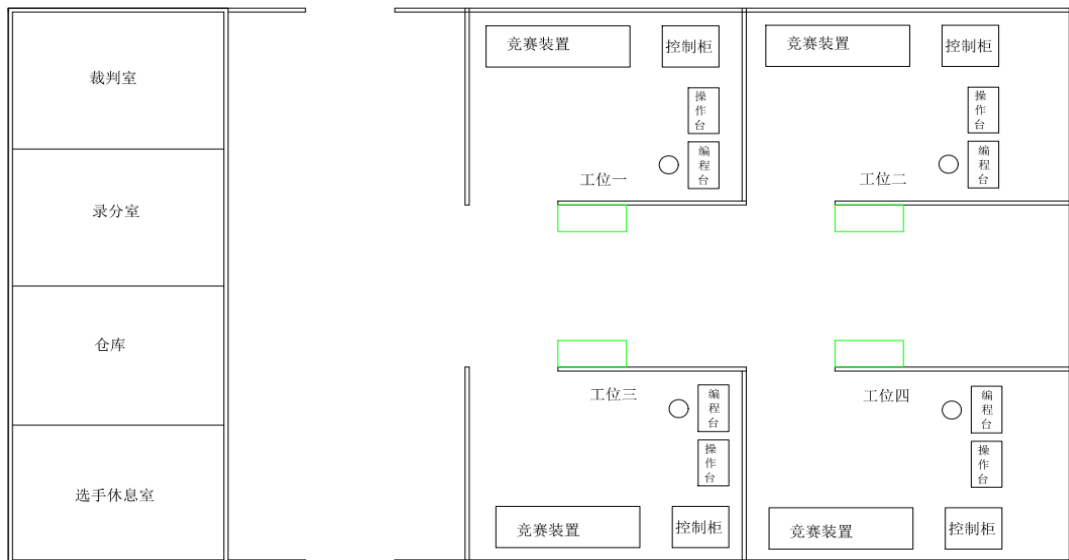 裁判室
录分室
仓库
选手休息室
竞赛装置
控制柜
操
作
台
编
程
台
工位一
竞赛装置
控制柜
操
作
台
编
程
台
工位二
工位三
编
程
台
操
作
台
竞赛装置
控制柜
工位四
编
程
台
操
作
台
竞赛装置
控制柜